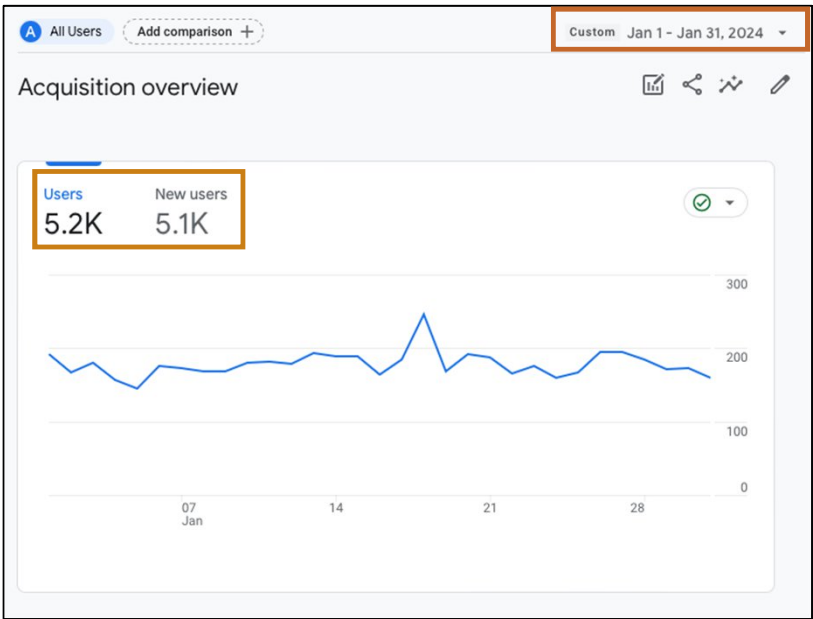 A All Users Add comparison + Custom Jan 1 - Jan 31, 2024
Acquisition overview
Users New users
5.2K 5.1K
300
200
100
0
07 14 21 28
Jan